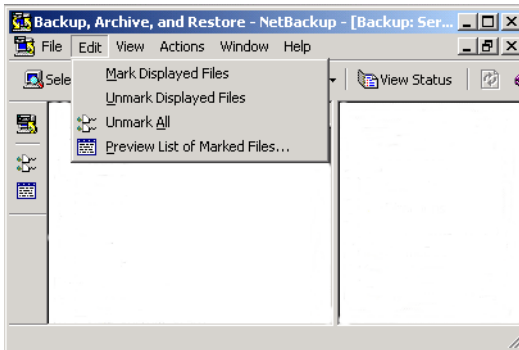 Backup, Archive, and Restore - NetBackup - [Backup: Ser...
File Edit View Actions Window Help
Sele
View Status
Mark Displayed Files
Unmark Displayed Files
Unmark All
Preview List of Marked Files...